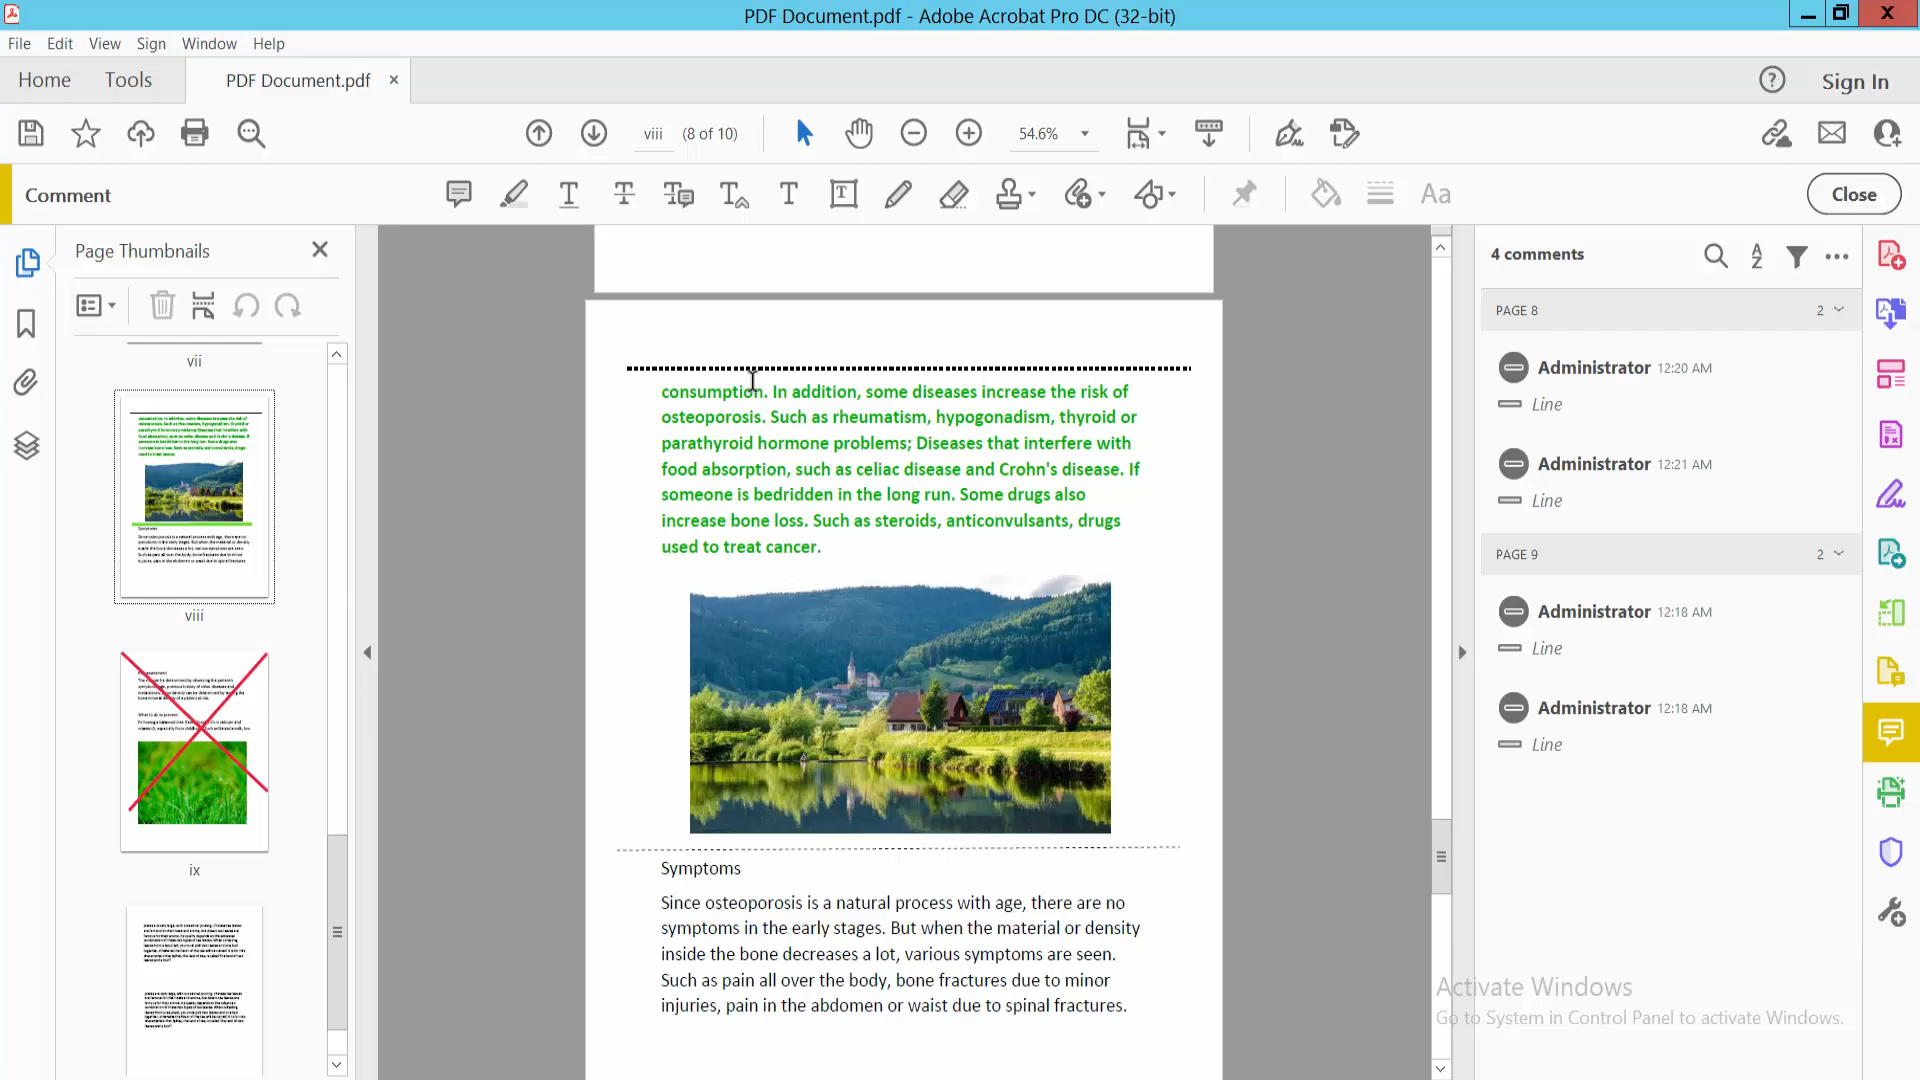 PDF Document.pdf - Adobe Acrobat Pro DC (32-bit)
File Edit View Sign Window Help
Home Tools PDF Document.pdf × Sign In
viii (8 of 10) 54.6%
Comment Close
Page Thumbnails
vii
viii
ix
consumption. In addition, some diseases increase the risk of
osteoporosis. Such as rheumatism, hypogonadism, thyroid or
parathyroid hormone problems; Diseases that interfere with
food absorption, such as celiac disease and Crohn's disease. If
someone is bedridden in the long run. Some drugs also
increase bone loss. Such as steroids, anticonvulsants, drugs
used to treat cancer.
Symptoms
Since osteoporosis is a natural process with age, there are no
symptoms in the early stages. But when the material or density
inside the bone decreases a lot, various symptoms are seen.
Such as pain all over the body, bone fractures due to minor
injuries, pain in the abdomen or waist due to spinal fractures.
4 comments
PAGE 8 2
Administrator 12:20 AM
Line
Administrator 12:21 AM
Line
PAGE 9 2
Administrator 12:18 AM
Line
Administrator 12:18 AM
Line
Activate Windows
Go to System in Control Panel to activate Windows.